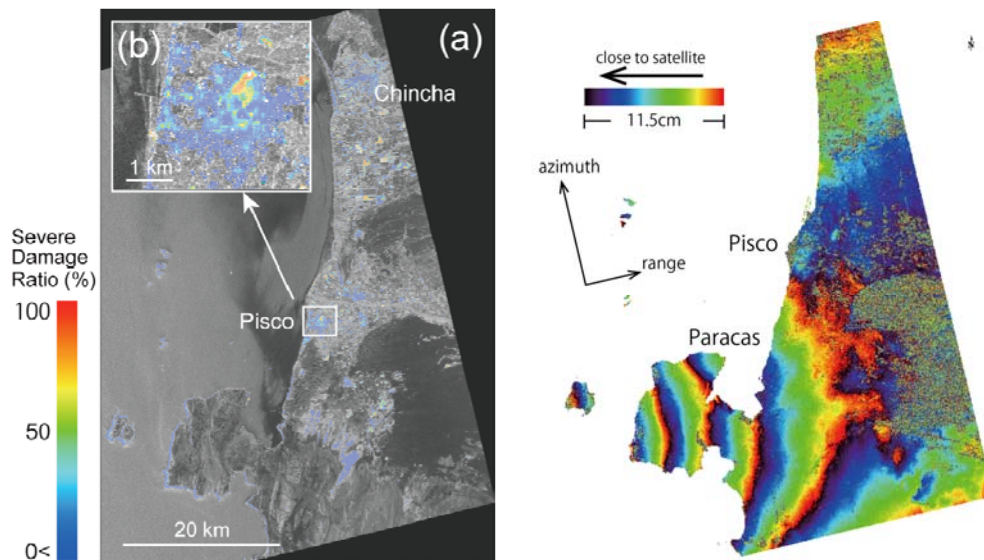 (b)
(a)
Chincha
1 km
Severe
Damage
Ratio (%)
100
50
0<
Pisco
20 km
close to satellite
11.5cm
azimuth
range
Pisco
Paracas